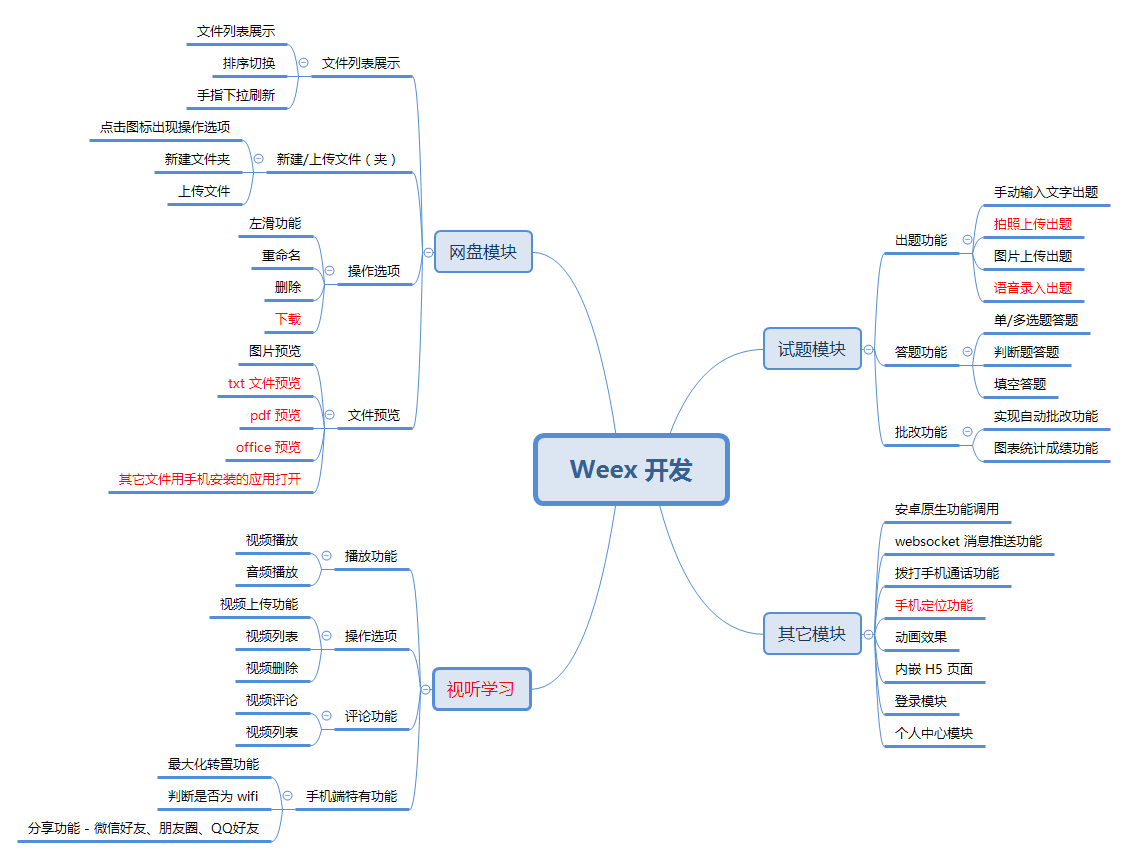 Weex 开发
网盘模块
文件列表展示
文件列表展示
排序切换
手指下拉刷新
新建/上传文件（夹）
点击图标出现操作选项
新建文件夹
上传文件
操作选项
左滑功能
重命名
删除
下载
文件预览
图片预览
txt 文件预览
pdf 预览
office 预览
其它文件用手机安装的应用打开
视听学习
播放功能
视频播放
音频播放
操作选项
视频上传功能
视频列表
视频删除
评论功能
视频评论
视频列表
手机端特有功能
最大化转置功能
判断是否为 wifi
分享功能 - 微信好友、朋友圈、QQ好友
试题模块
出题功能
手动输入文字出题
拍照上传出题
图片上传出题
语音录入出题
答题功能
单/多选题答题
判断题答题
填空答题
批改功能
实现自动批改功能
图表统计成绩功能
其它模块
安卓原生功能调用
websocket 消息推送功能
拨打手机通话功能
手机定位功能
动画效果
内嵌 H5 页面
登录模块
个人中心模块